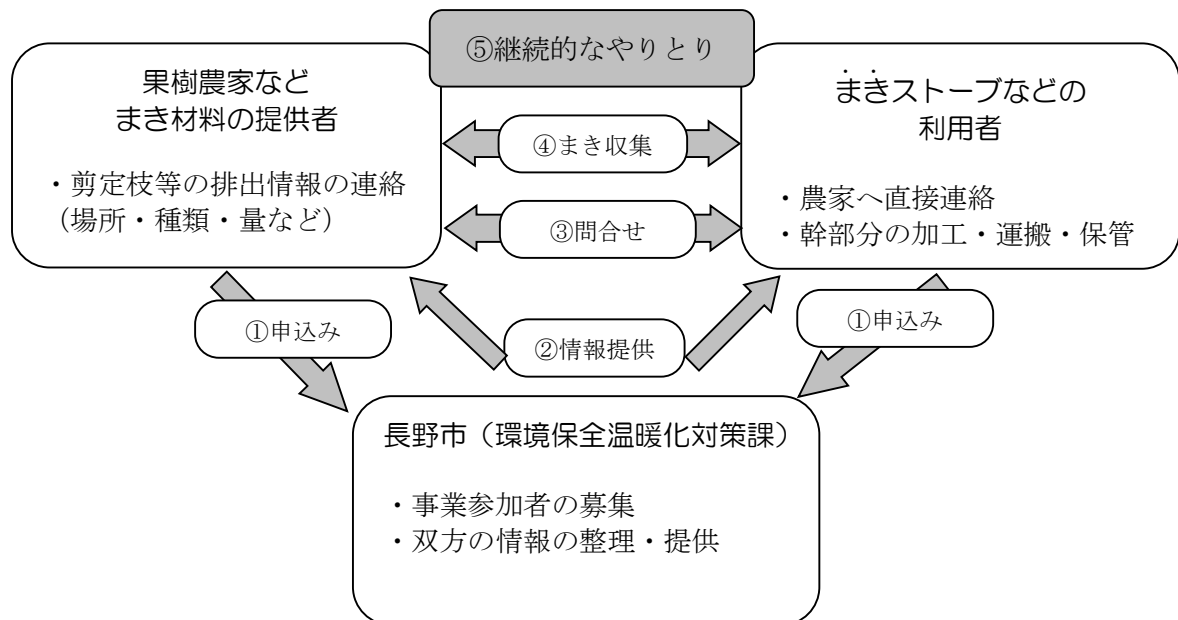 ⑤継続的なやりとり
果樹農家など
まき材料の提供者
・剪定枝等の排出情報の連絡
（場所・種類・量など）
まきストーブなどの
利用者
・農家へ直接連絡
・幹部分の加工・運搬・保管
④まき収集
③問合せ
①申込み
②情報提供
①申込み
長野市（環境保全温暖化対策課）
・事業参加者の募集
・双方の情報の整理・提供